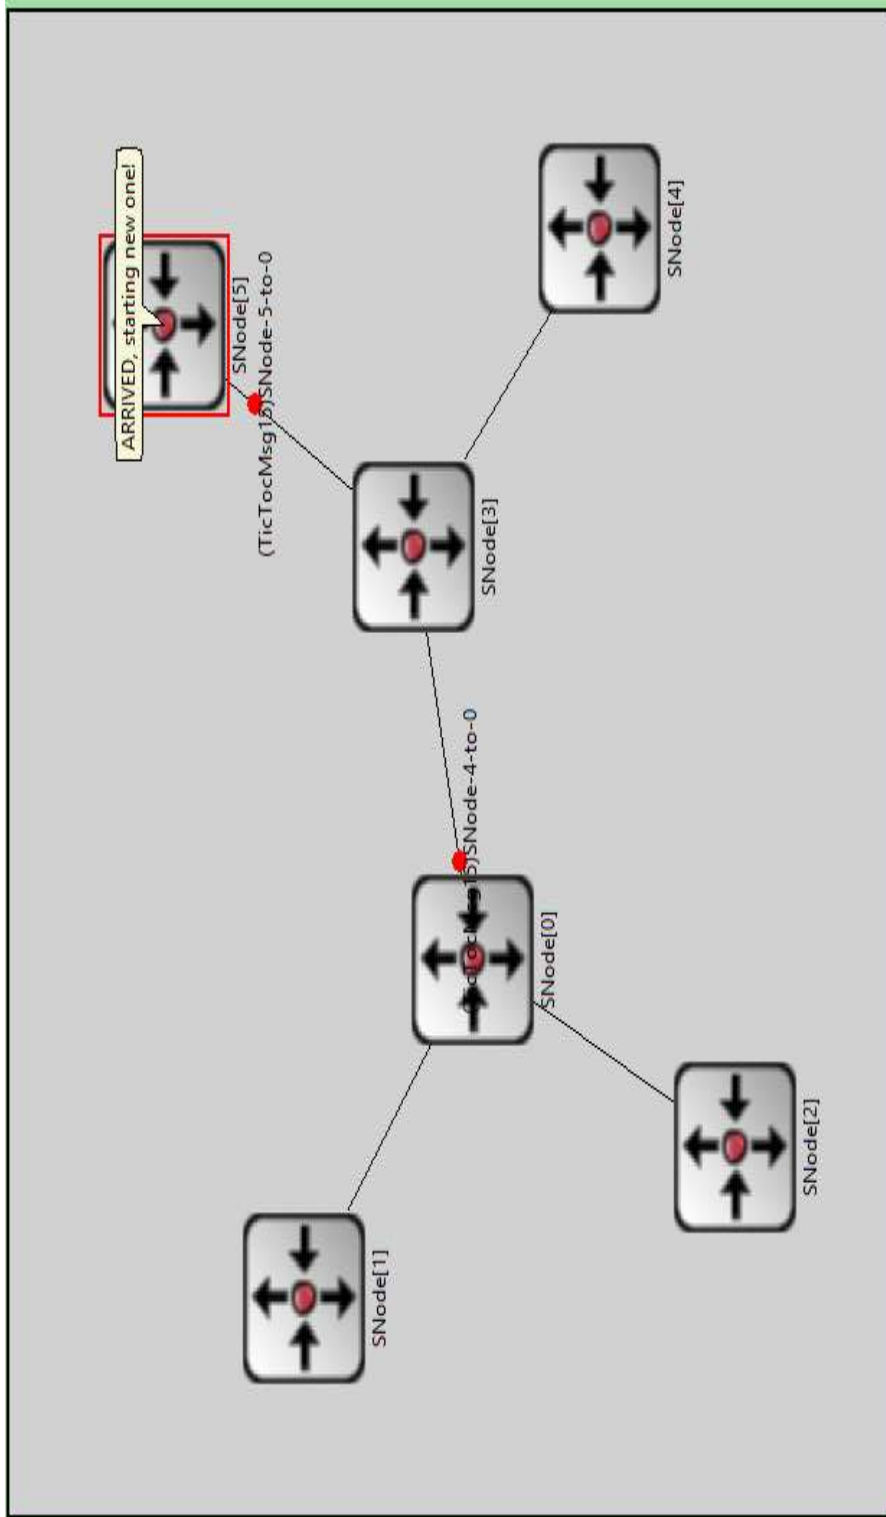 ARRIVED, starting new one!
SNode[5]
(TicTocMsg15)SNode-5-to-0
SNode[1]
SNode-4-to-0
SNode[3]
SNode[0]
SNode[4]
SNode[2]